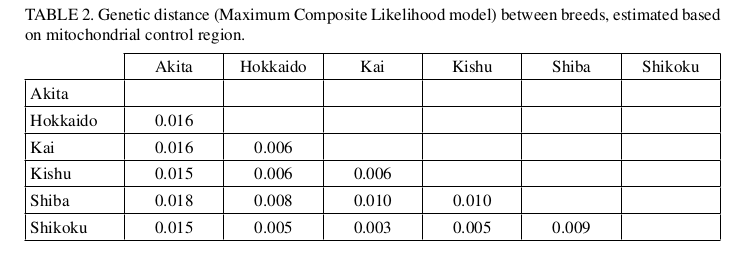 TABLE 2. Genetic distance (Maximum Composite Likelihood model) between breeds, estimated based
on mitochondrial control region.
Akita Hokkaido Kai Kishu Shiba Shikoku
Akita
Hokkaido 0.016
Kai 0.016 0.006
Kishu 0.015 0.006 0.006
Shiba 0.018 0.008 0.010 0.010
Shikoku 0.015 0.005 0.003 0.005 0.009